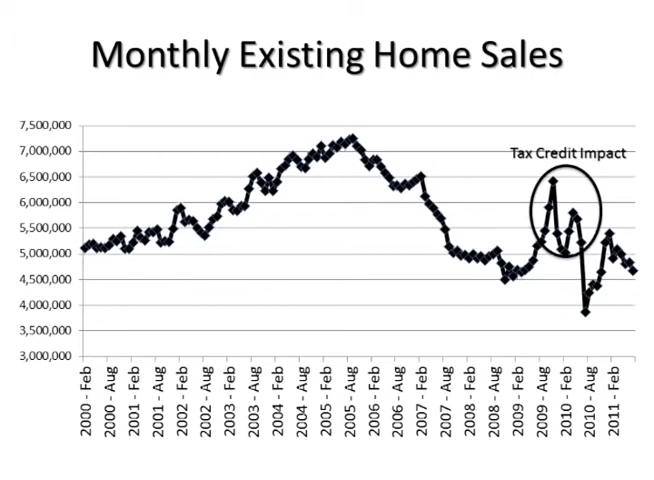 Monthly Existing Home Sales
7,500,000
7,000,000
6,500,000
6,000,000
5,500,000
5,000,000
4,500,000
4,000,000
3,500,000
3,000,000
Tax Credit Impact
2000 - Feb
2000 - Aug
2001 - Feb
2001 - Aug
2002 - Feb
2002 - Aug
2003 - Feb
2003 - Aug
2004 - Feb
2004 - Aug
2005 - Feb
2005 - Aug
2006 - Feb
2006 - Aug
2007 - Feb
2007 - Aug
2008 - Feb
2008 - Aug
2009 - Feb
2009 - Aug
2010 - Feb
2010 - Aug
2011 - Feb